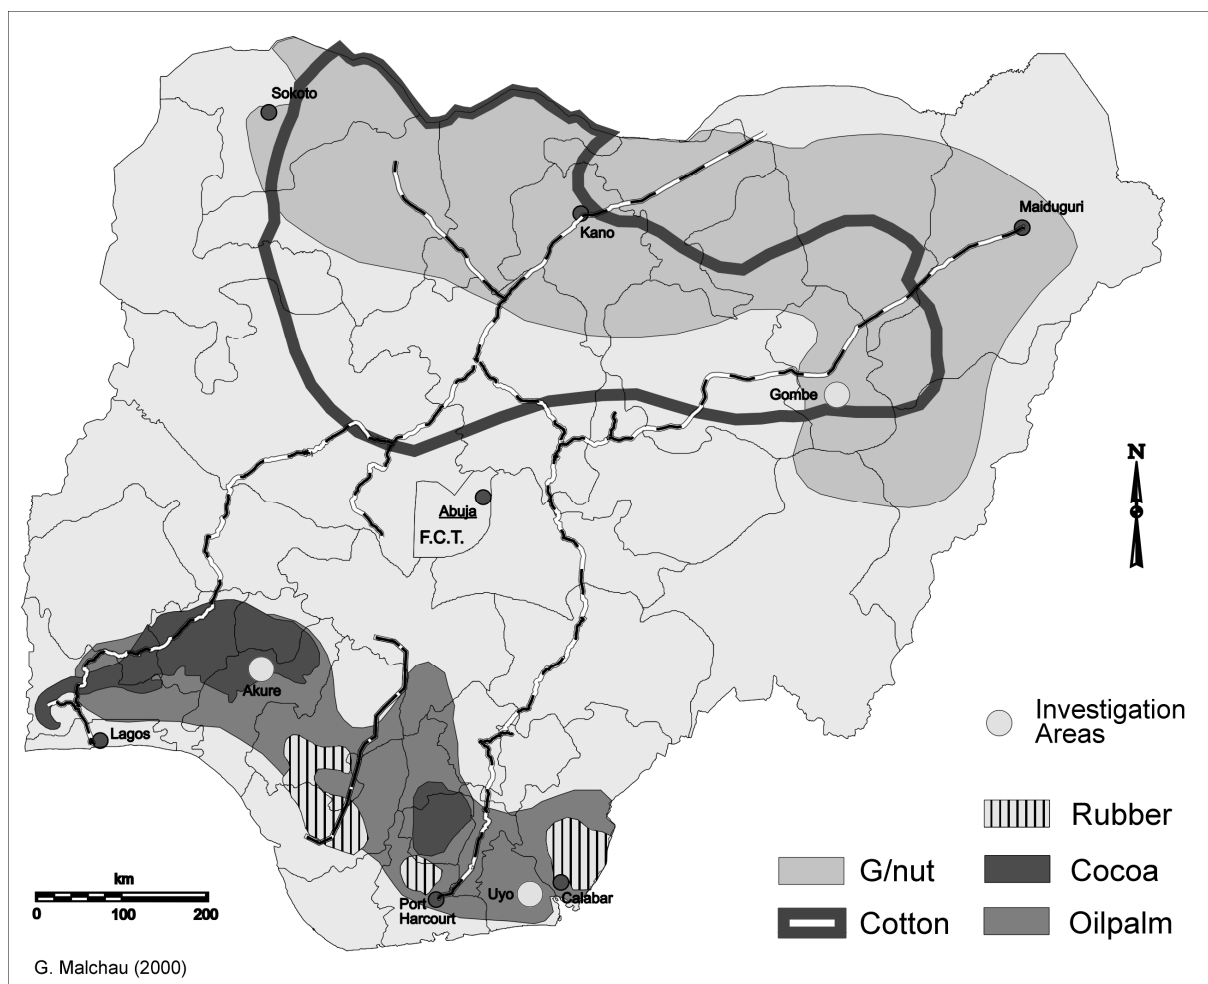 Sokoto
Maiduguri
Kano
Gombe
N
Abuja
F.C.T.
Akure
Lagos
Investigation
Areas
Rubber
G/nut
Cocoa
km
0 100 200
Uyo
Calabar
Port
Harcourt
Cotton
Oilpalm
G. Malchau (2000)